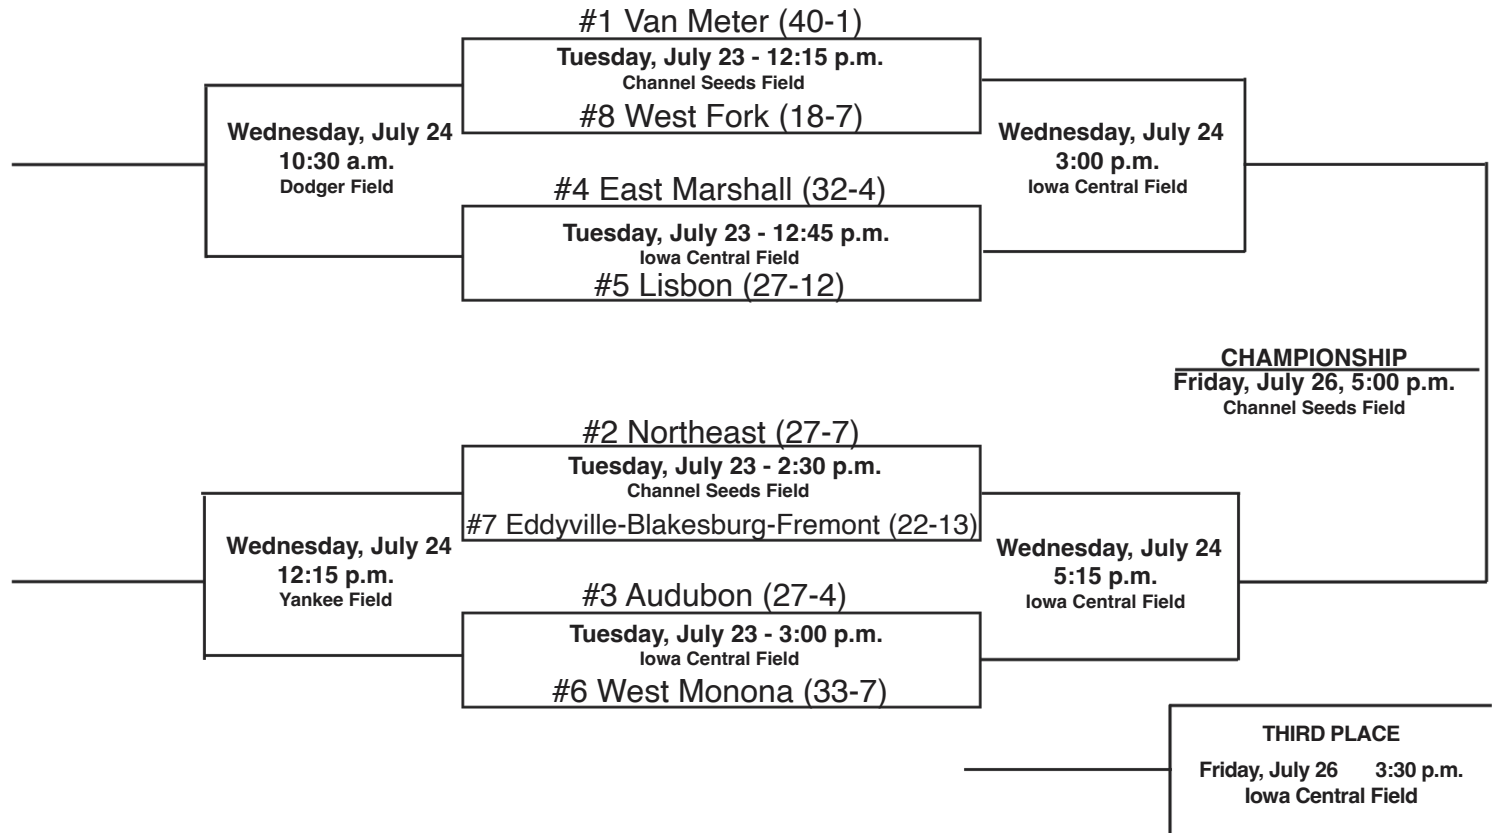 #1 Van Meter (40-1)
Tuesday, July 23 - 12:15 p.m.
Channel Seeds Field
#8 West Fork (18-7)
Wednesday, July 24
10:30 a.m.
Dodger Field
Wednesday, July 24
3:00 p.m.
Iowa Central Field
#4 East Marshall (32-4)
Tuesday, July 23 - 12:45 p.m.
Iowa Central Field
#5 Lisbon (27-12)
CHAMPIONSHIP
Friday, July 26, 5:00 p.m.
Channel Seeds Field
#2 Northeast (27-7)
Tuesday, July 23 - 2:30 p.m.
Channel Seeds Field
#7 Eddyville-Blakesburg-Fremont (22-13)
Wednesday, July 24
12:15 p.m.
Yankee Field
Wednesday, July 24
5:15 p.m.
Iowa Central Field
#3 Audubon (27-4)
Tuesday, July 23 - 3:00 p.m.
Iowa Central Field
#6 West Monona (33-7)
THIRD PLACE
Friday, July 26 3:30 p.m.
Iowa Central Field